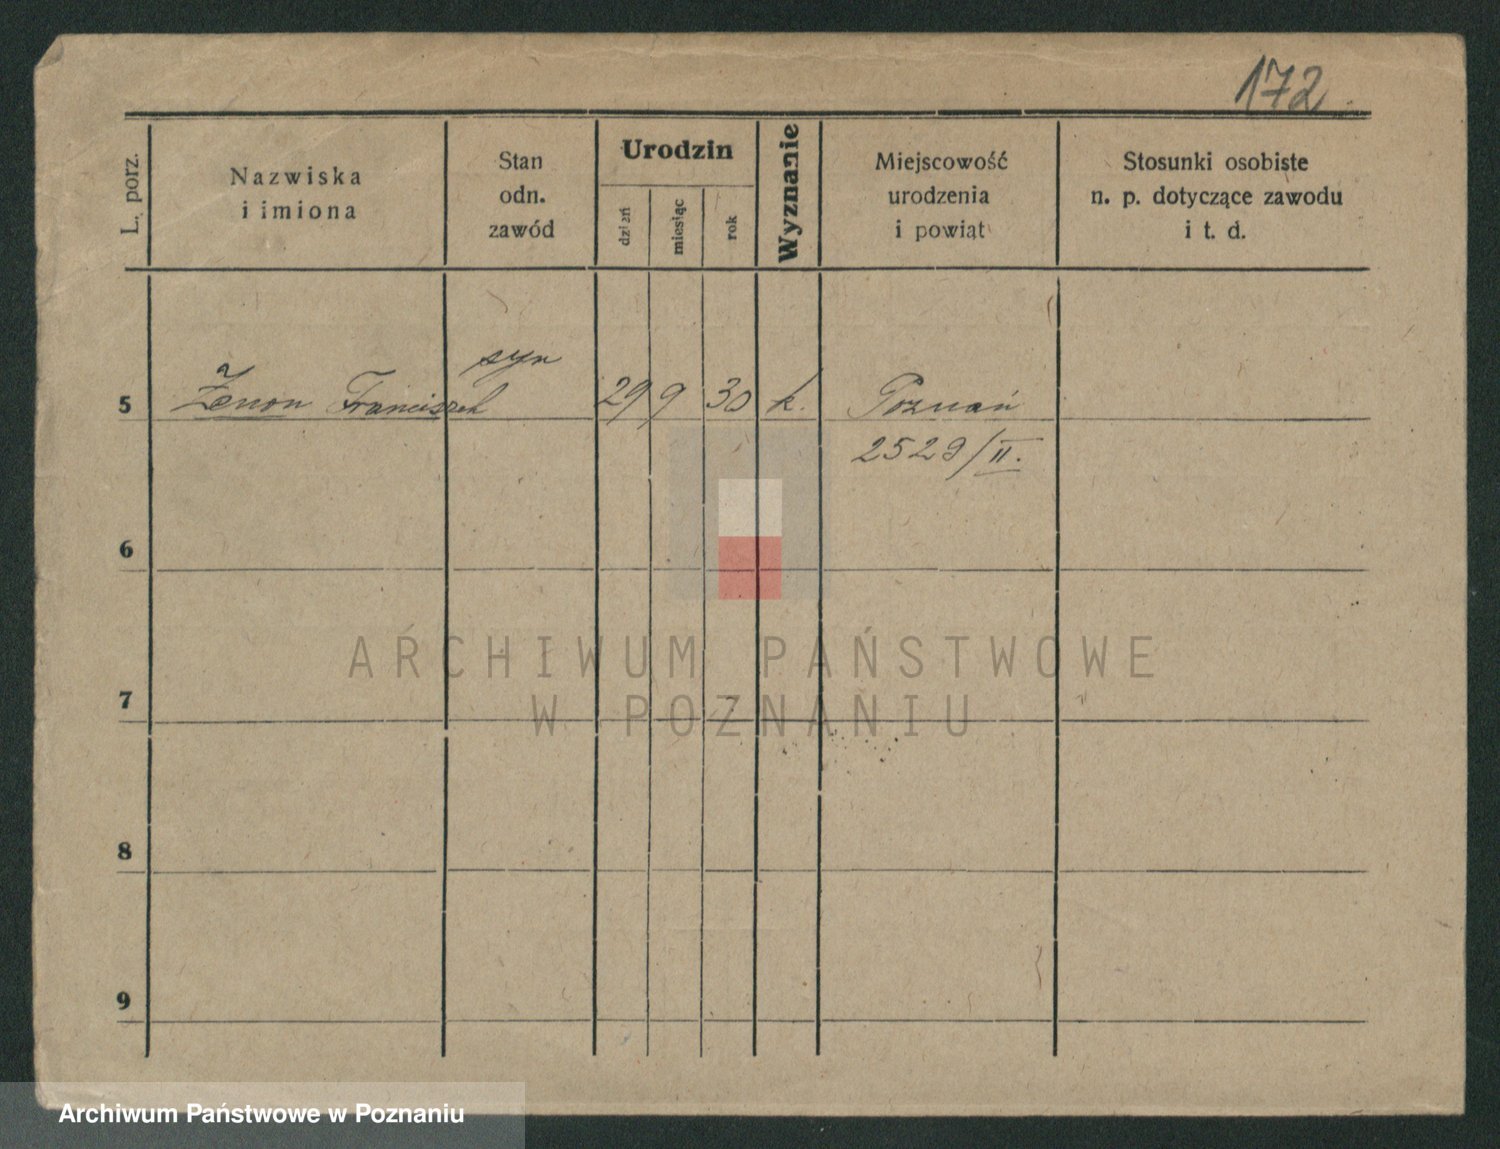 172
L. porz.
Nazwiska
i imiona
Stan
odn.
zawód
Urodzin
dzień
miesiąc
rok
Wyznanie
Miejscowość
urodzenia
i powiat
Stosunki osobiste
n. p. dotyczące zawodu
i t. d.
syn
5 Zenon Franciszek 29 9 30 k. Poznań
2529/II.
6
ARCHIWUM PAŃSTWOWE
7
W POZNANIU
8
9
Archiwum Państwowe w Poznaniu